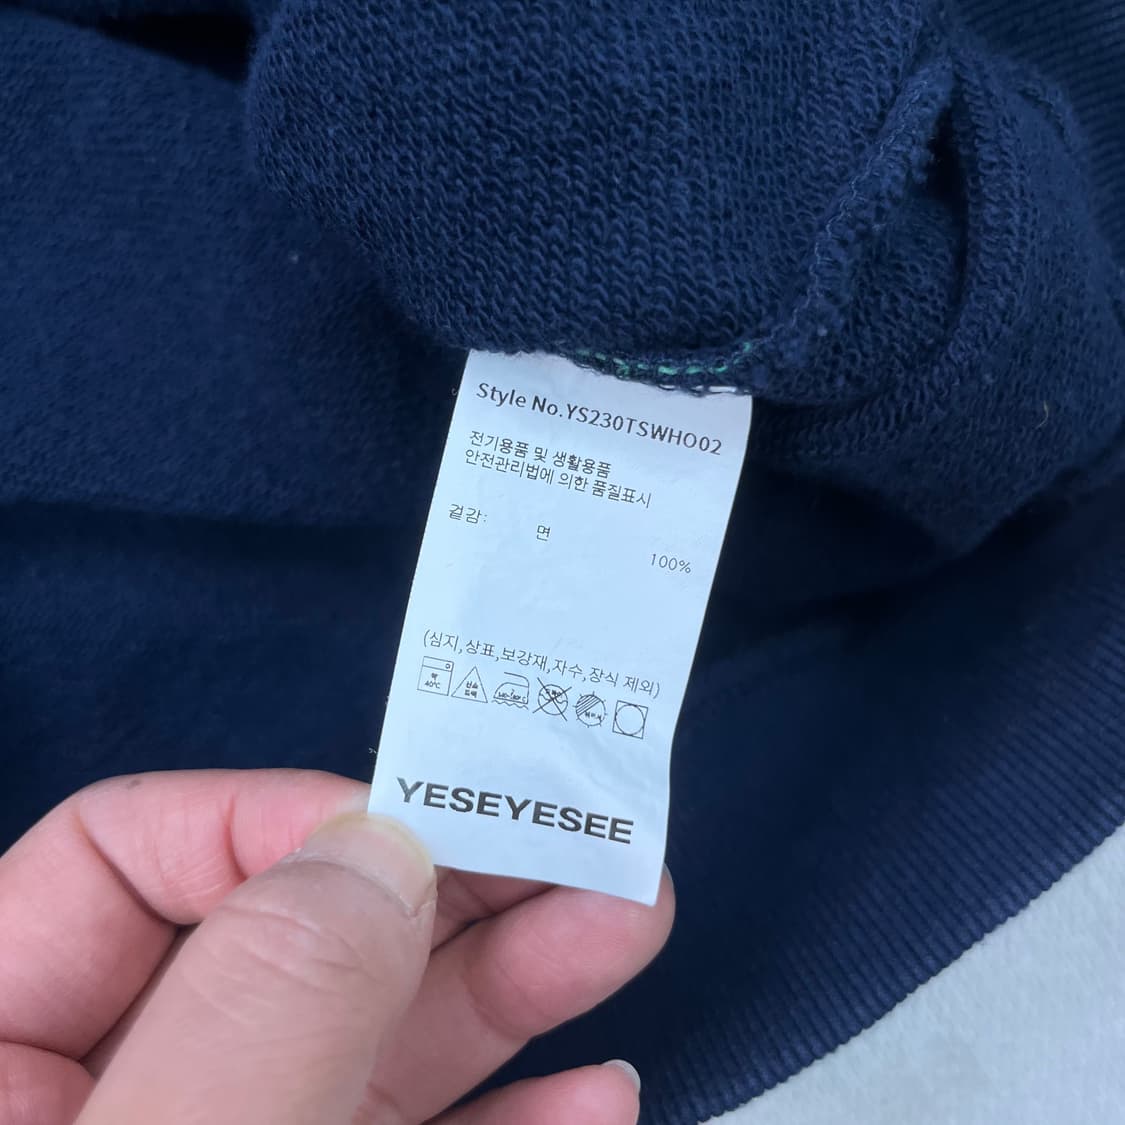 Style No.YS230TSWHO02
전기용품 및 생활용품
안전관리법에 의한 품질표시
겉감: 면 100%
(심지,상표,보강재,자수,장식 제외)
40℃
YESEYESEE